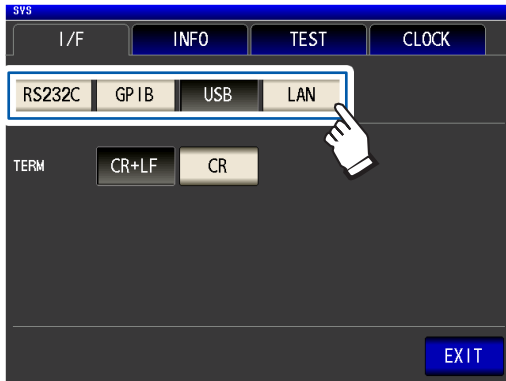 SYS
I/F INFO TEST CLOCK
RS232C GPIB USB LAN
TERM CR+LF CR
EXIT